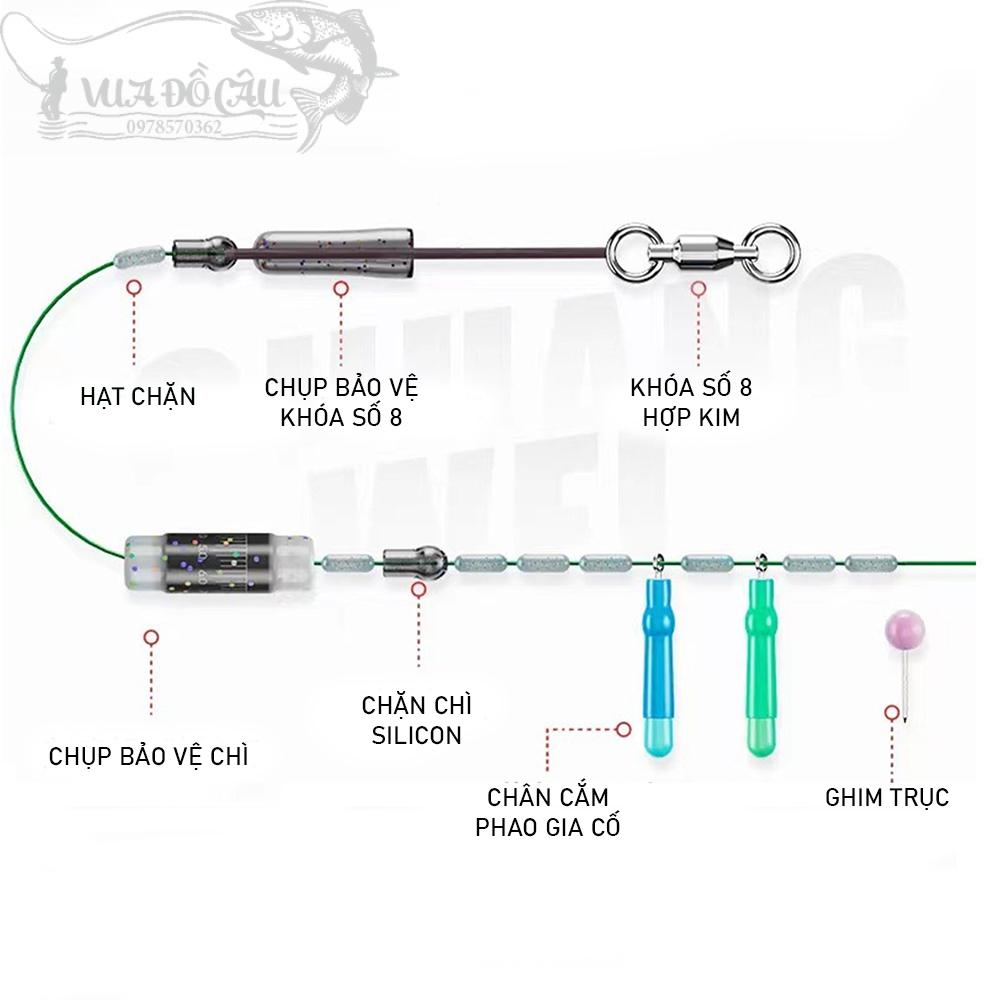 VUA ĐỒ CÂU
0978570362
HẠT CHẶN
CHỤP BẢO VỆ
KHÓA SỐ 8
KHÓA SỐ 8
HỢP KIM
CHỤP BẢO VỆ CHÌ
CHẶN CHÌ
SILICON
CHÂN CẮM
PHAO GIA CỐ
GHIM TRỤC